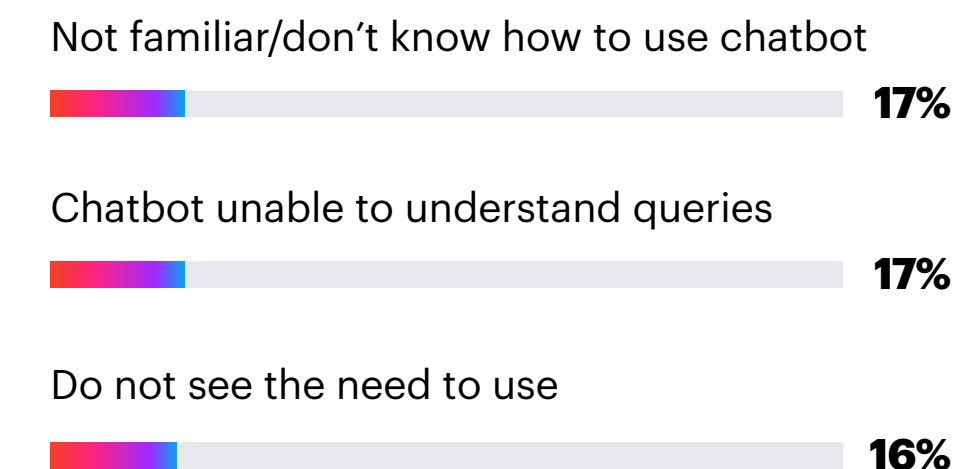 Not familiar/don’t know how to use chatbot
17%
Chatbot unable to understand queries
17%
Do not see the need to use
16%